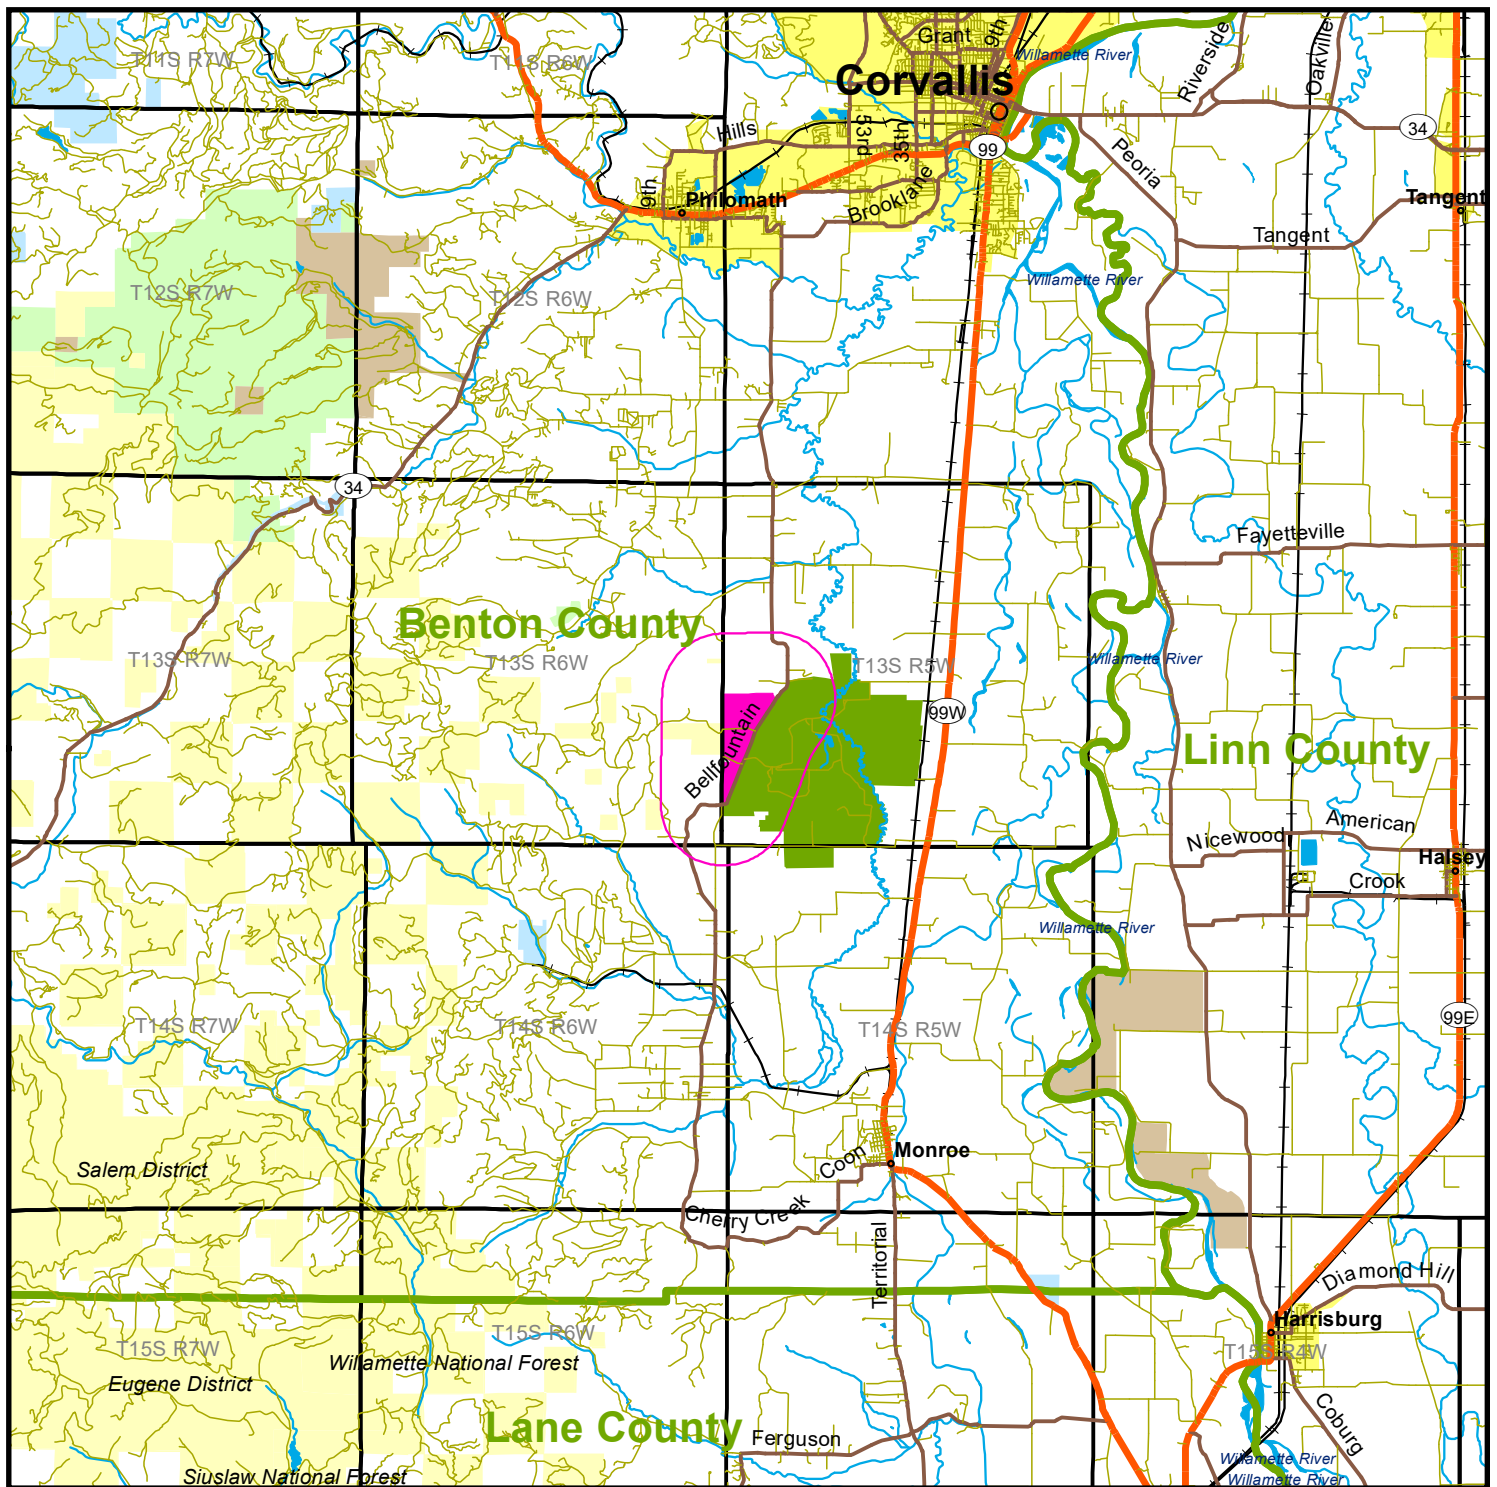 T11S R7W
T11S R6W
Grant
9th
Willamette River
Riverside
Oakville
Corvallis
Hills
53rd
35th
99
34
Peoria
9th
Philomath
Brooklane
Tangent
Tangent
T12S R7W
T12S R6W
Willamette River
34
Fayetteville
Benton County
T13S R7W
T13S R6W
T13S R5W
Willamette River
99W
Bellfountain
Linn County
Nicewood
American
Halsey
Crook
Willamette River
T14S R7W
T14S R6W
T14S R5W
99E
Salem District
Coon
Monroe
Cherry Creek
Territorial
Diamond Hill
Harrisburg
T15S R7W
T15S R6W
T15S R4W
Willamette National Forest
Eugene District
Lane County
Ferguson
Coburg
Siuslaw National Forest
Willamette River
Willamette River